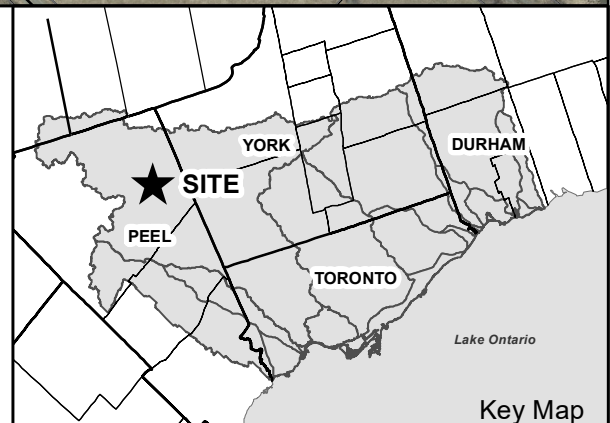 YORK
DURHAM
SITE
PEEL
TORONTO
Lake Ontario
Key Map